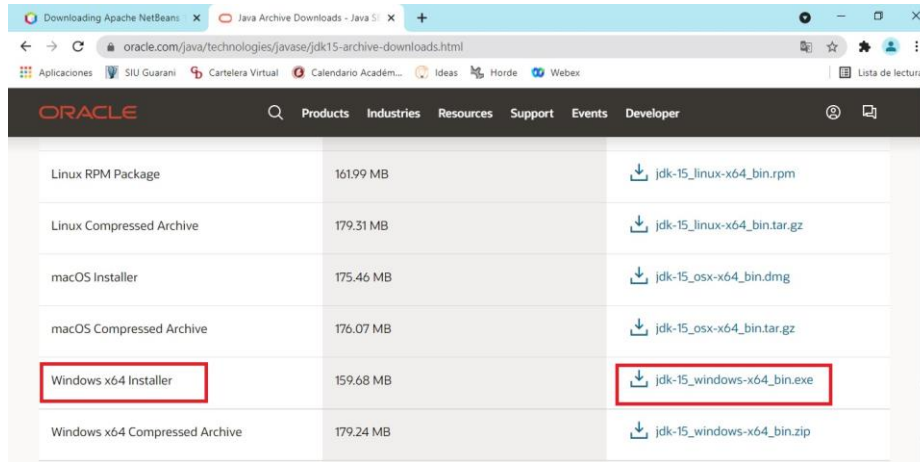 Downloading Apache NetBeans
Java Archive Downloads - Java S
oracle.com/java/technologies/javase/jdk15-archive-downloads.html
Aplicaciones SIU Guarani Cartelera Virtual Calendario Académ... Ideas Horde Webex Lista de lectura
ORACLE Products Industries Resources Support Events Developer
Linux RPM Package 161.99 MB jdk-15_linux-x64_bin.rpm
Linux Compressed Archive 179.31 MB jdk-15_linux-x64_bin.tar.gz
macOS Installer 175.46 MB jdk-15_osx-x64_bin.dmg
macOS Compressed Archive 176.07 MB jdk-15_osx-x64_bin.tar.gz
Windows x64 Installer 159.68 MB jdk-15_windows-x64_bin.exe
Windows x64 Compressed Archive 179.24 MB jdk-15_windows-x64_bin.zip